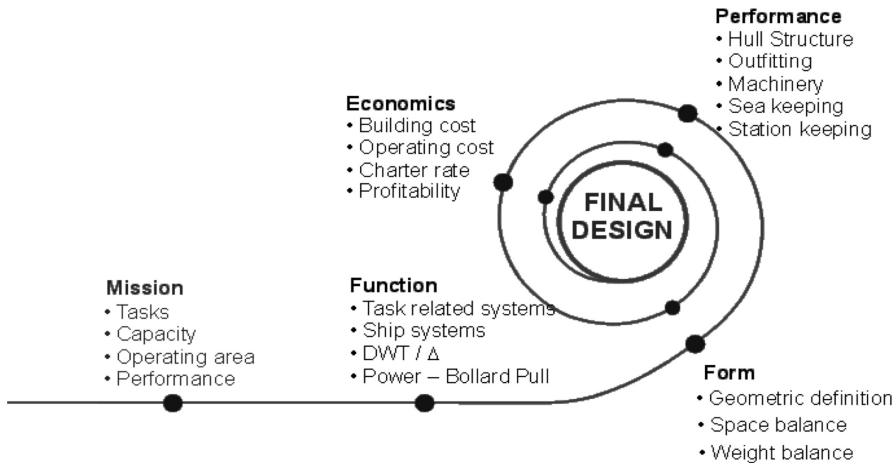 Performance
• Hull Structure
• Outfitting
• Machinery
• Sea keeping
• Station keeping
Economics
• Building cost
• Operating cost
• Charter rate
• Profitability
FINAL
DESIGN
Mission
• Tasks
• Capacity
• Operating area
• Performance
Function
• Task related systems
• Ship systems
• DWT / Δ
• Power – Bollard Pull
Form
• Geometric definition
• Space balance
• Weight balance